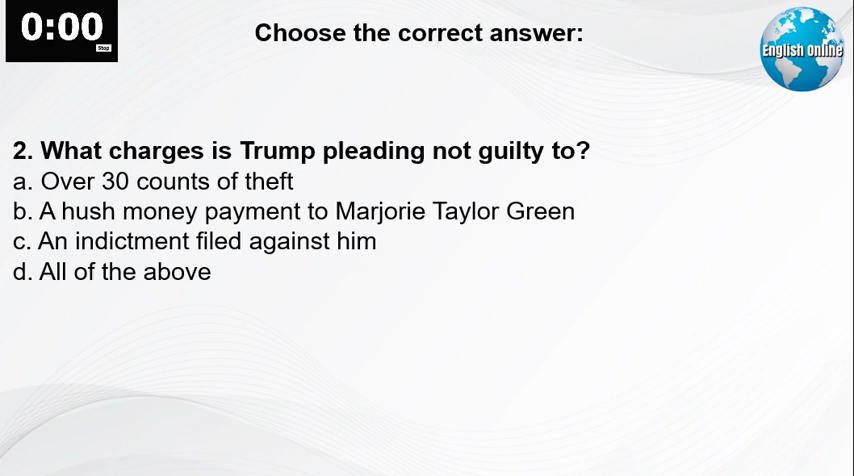 0:00
Stop
Choose the correct answer:
English Online
2. What charges is Trump pleading not guilty to?
a. Over 30 counts of theft
b. A hush money payment to Marjorie Taylor Green
c. An indictment filed against him
d. All of the above